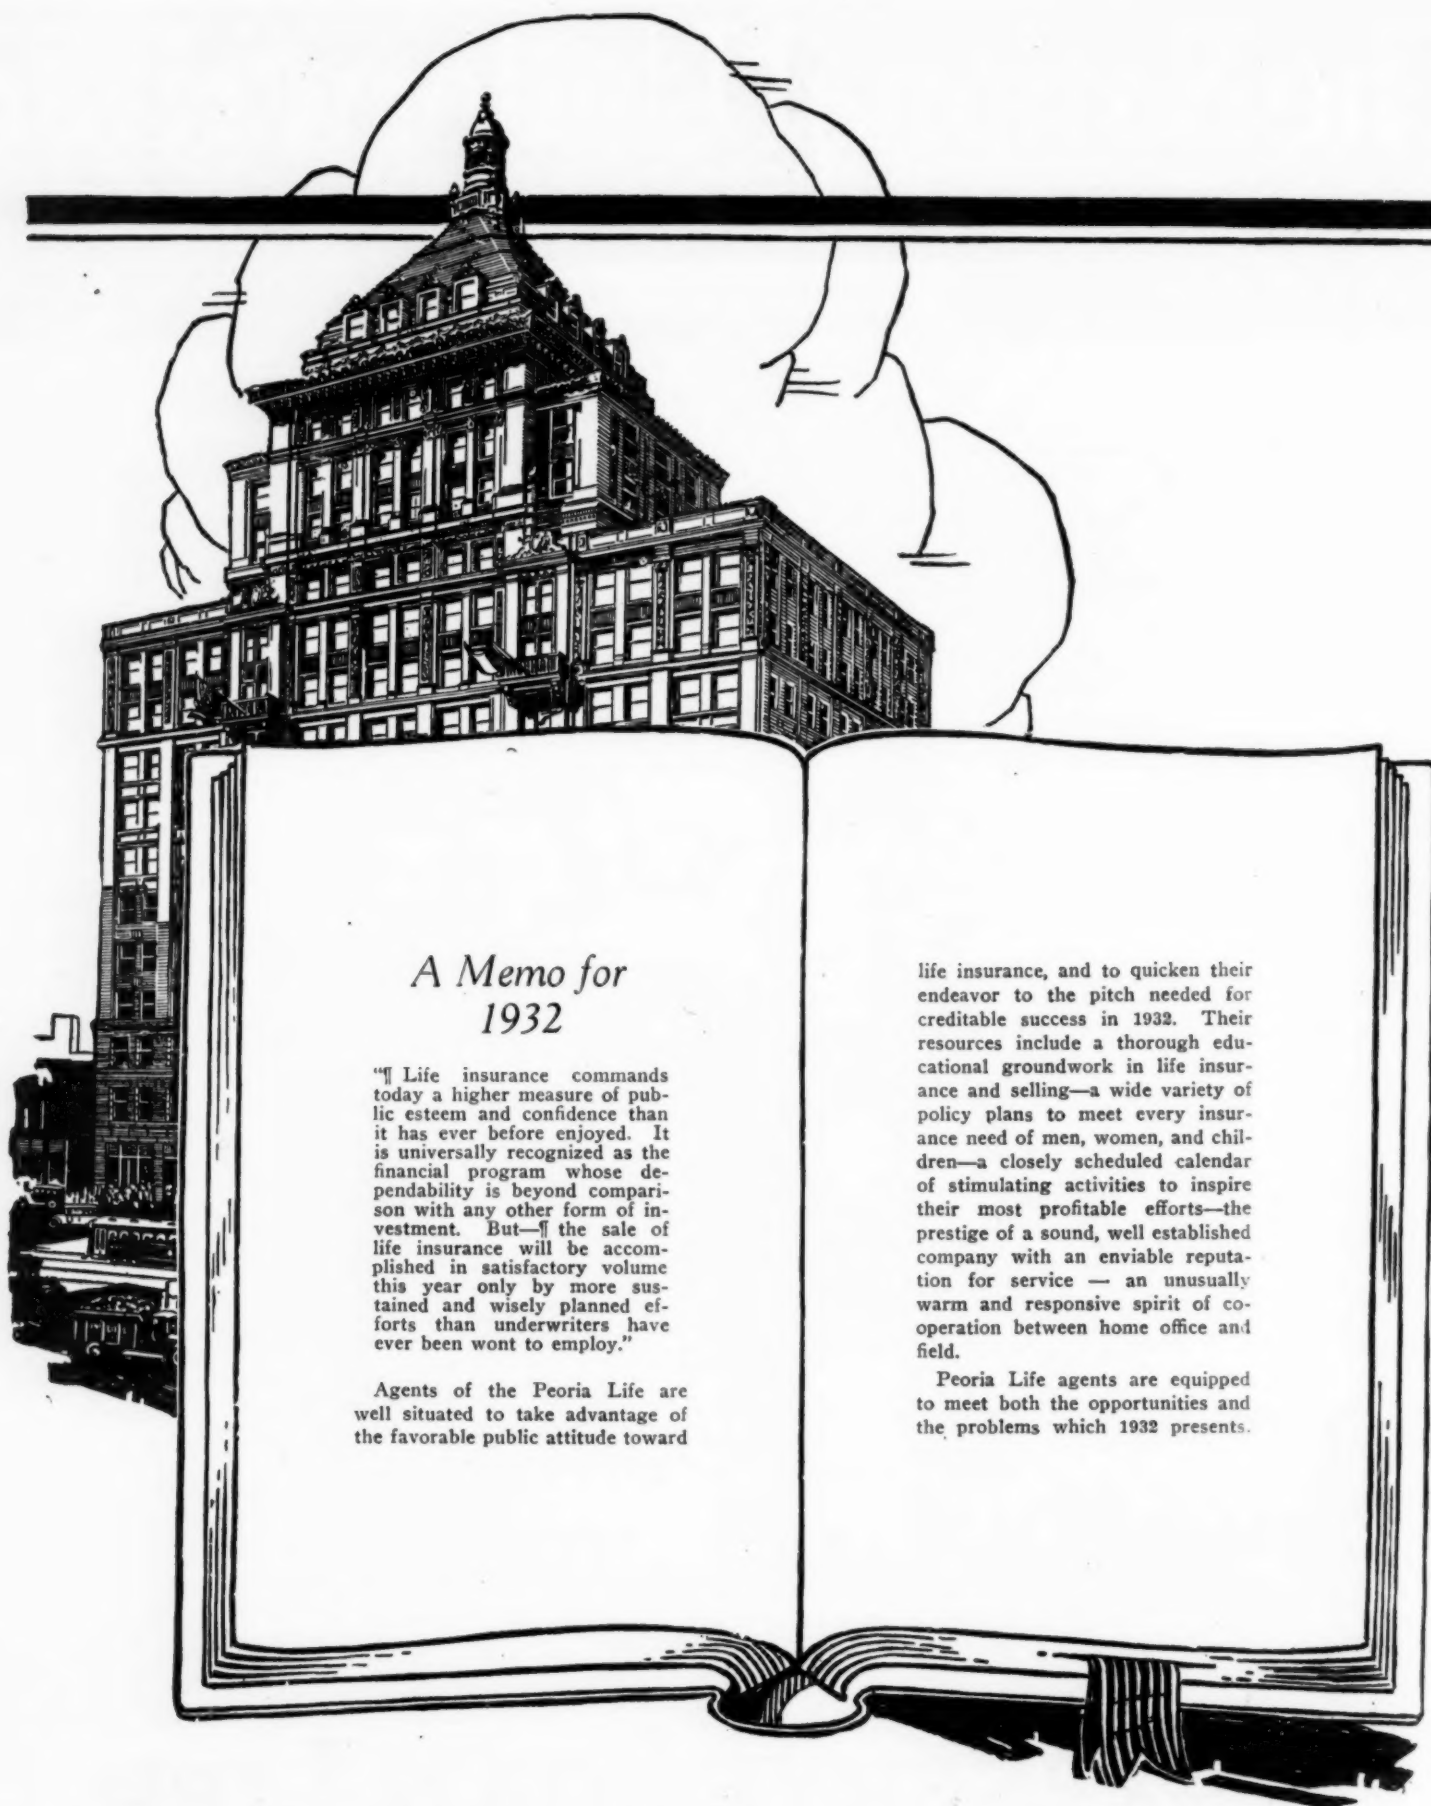 A Memo for
1932
"¶ Life insurance commands
today a higher measure of pub-
lic esteem and confidence than
it has ever before enjoyed. It
is universally recognized as the
financial program whose de-
pendability is beyond compari-
son with any other form of in-
vestment. But—¶ the sale of
life insurance will be accom-
plished in satisfactory volume
this year only by more sus-
tained and wisely planned ef-
forts than underwriters have
ever been wont to employ."
Agents of the Peoria Life are
well situated to take advantage of
the favorable public attitude toward
life insurance, and to quicken their
endeavor to the pitch needed for
creditable success in 1932. Their
resources include a thorough edu-
cational groundwork in life insur-
ance and selling—a wide variety of
policy plans to meet every insur-
ance need of men, women, and chil-
dren—a closely scheduled calendar
of stimulating activities to inspire
their most profitable efforts—the
prestige of a sound, well established
company with an enviable reputa-
tion for service — an unusually
warm and responsive spirit of co-
operation between home office and
field.
Peoria Life agents are equipped
to meet both the opportunities and
the problems which 1932 presents.